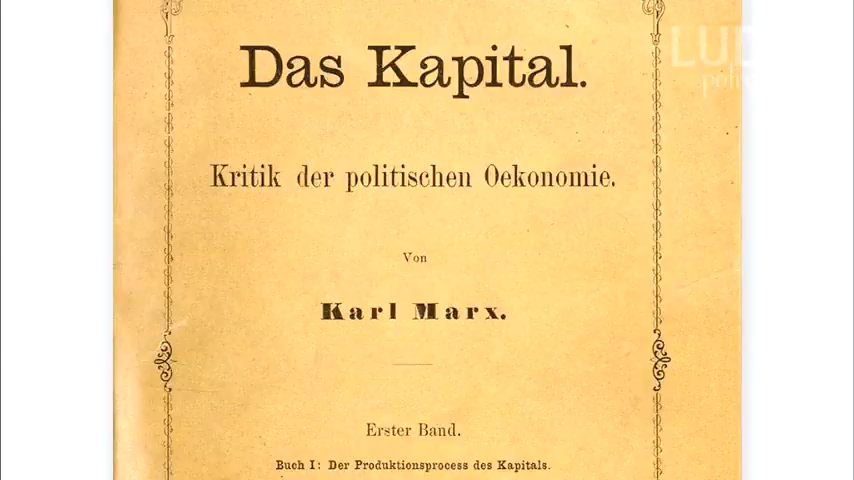 Das Kapital.
Kritik der politischen Oekonomie.
Von
Karl Marx.
Erster Band.
Buch I: Der Produktionsprocess des Kapitals.